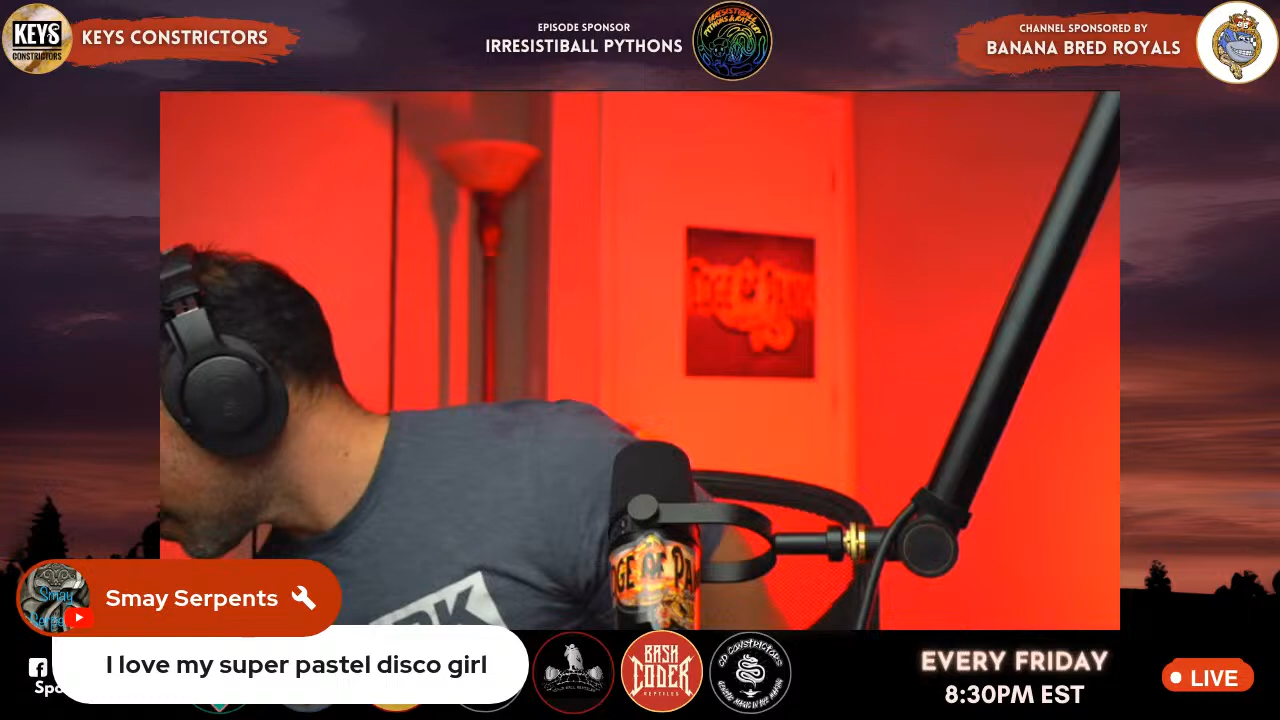 KEYS
CONSTRICTORS
KEYS CONSTRICTORS
EPISODE SPONSOR
IRRESISTIBALL PYTHONS
CHANNEL SPONSORED BY
BANANA BRED ROYALS
Smay Serpents
I love my super pastel disco girl
BASH
CODER
REPTILES
EVERY FRIDAY
8:30PM EST
LIVE